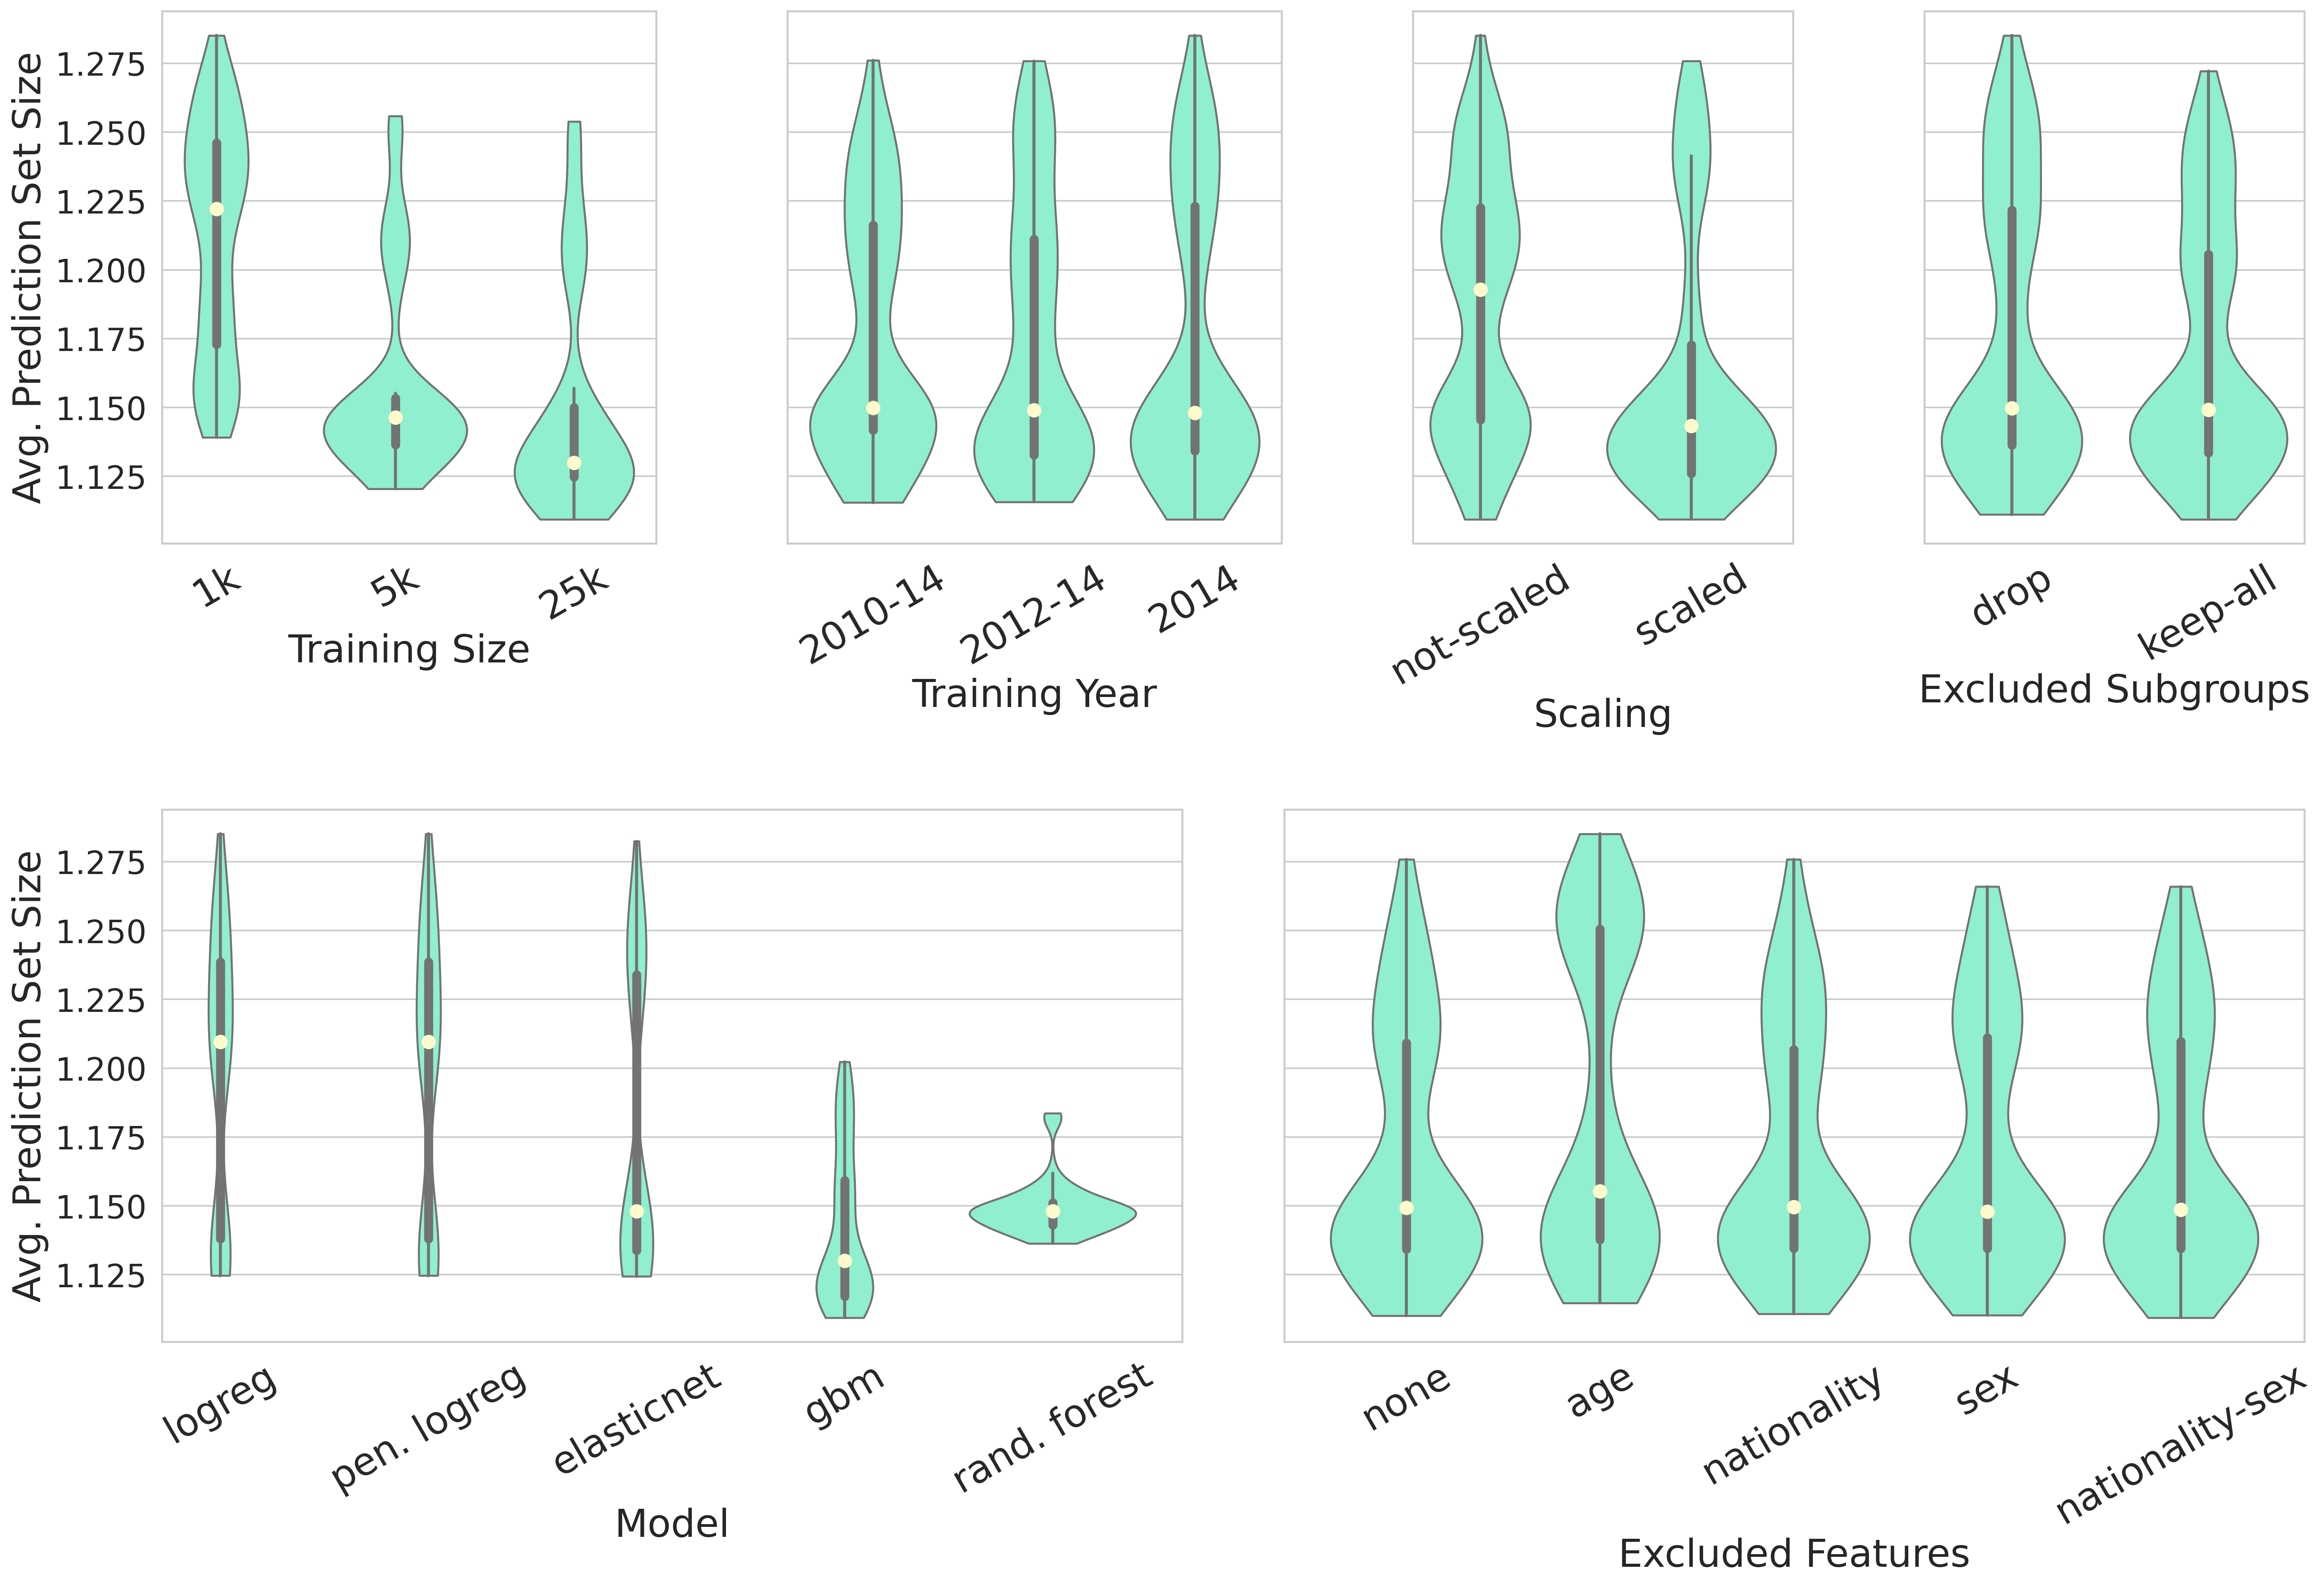 Avg. Prediction Set Size
1.275
1.250
1.225
1.200
1.175
1.150
1.125
1k
5k
25k
Training Size
2010-14
2012-14
2014
Training Year
not-scaled
scaled
Scaling
drop
keep-all
Excluded Subgroups
Avg. Prediction Set Size
1.275
1.250
1.225
1.200
1.175
1.150
1.125
logreg
pen. logreg
elasticnet
gbm
rand. forest
Model
none
age
nationality
sex
nationality-sex
Excluded Features